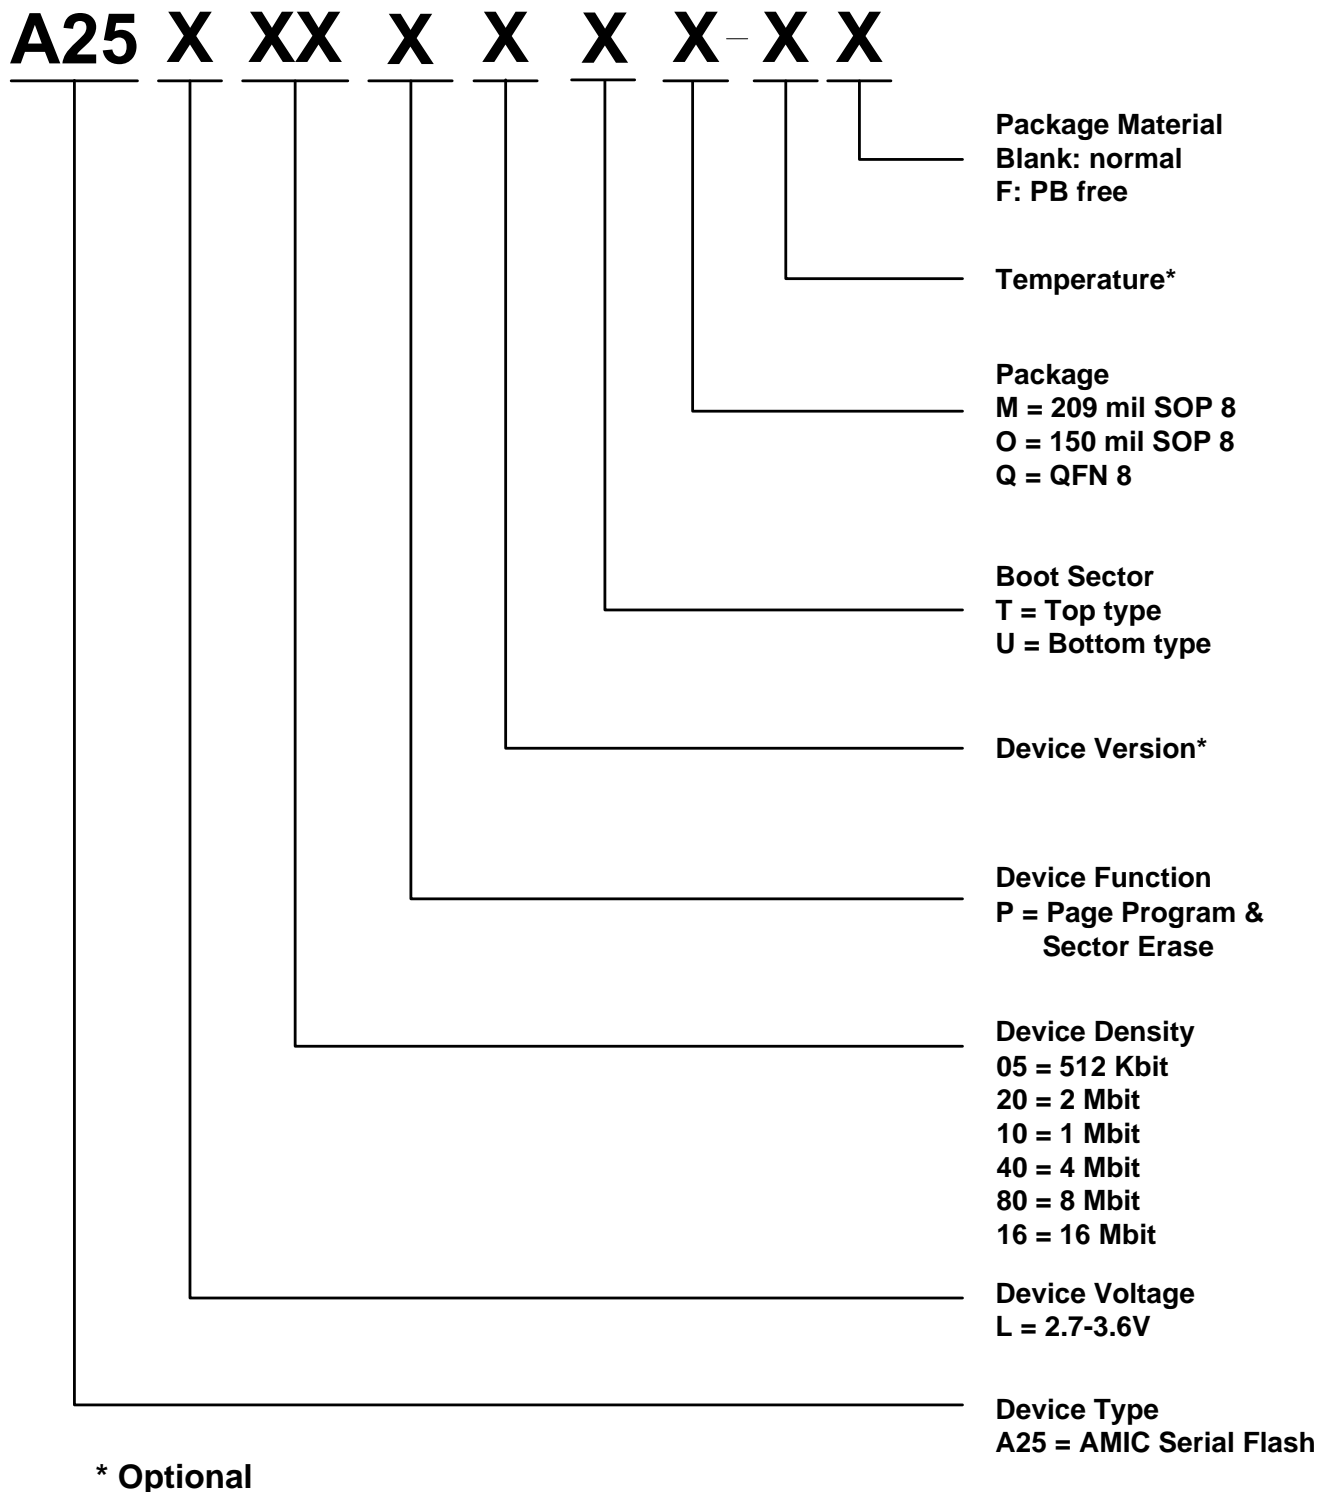 A25 X XX X X X X - X X
Package Material
Blank: normal
F: PB free
Temperature*
Package
M = 209 mil SOP 8
O = 150 mil SOP 8
Q = QFN 8
Boot Sector
T = Top type
U = Bottom type
Device Version*
Device Function
P = Page Program &
Sector Erase
Device Density
05 = 512 Kbit
20 = 2 Mbit
10 = 1 Mbit
40 = 4 Mbit
80 = 8 Mbit
16 = 16 Mbit
Device Voltage
L = 2.7-3.6V
Device Type
A25 = AMIC Serial Flash
* Optional